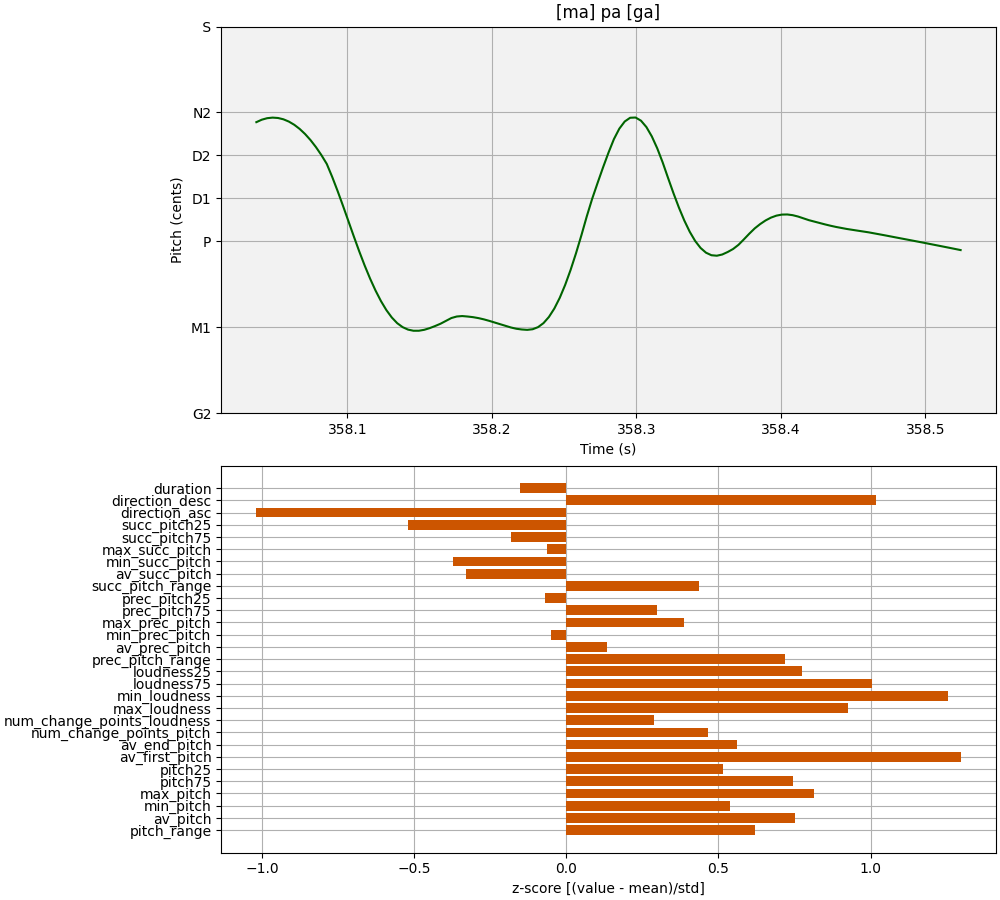 [ma] pa [ga]
S
N2
D2
D1
P
M1
G2
Pitch (cents)
358.1 358.2 358.3 358.4 358.5
Time (s)
duration
direction_desc
direction_asc
succ_pitch25
succ_pitch75
max_succ_pitch
min_succ_pitch
av_succ_pitch
succ_pitch_range
prec_pitch25
prec_pitch75
max_prec_pitch
min_prec_pitch
av_prec_pitch
prec_pitch_range
loudness25
loudness75
min_loudness
max_loudness
num_change_points_loudness
num_change_points_pitch
av_end_pitch
av_first_pitch
pitch25
pitch75
max_pitch
min_pitch
av_pitch
pitch_range
−1.0 −0.5 0.0 0.5 1.0
z-score [(value - mean)/std]